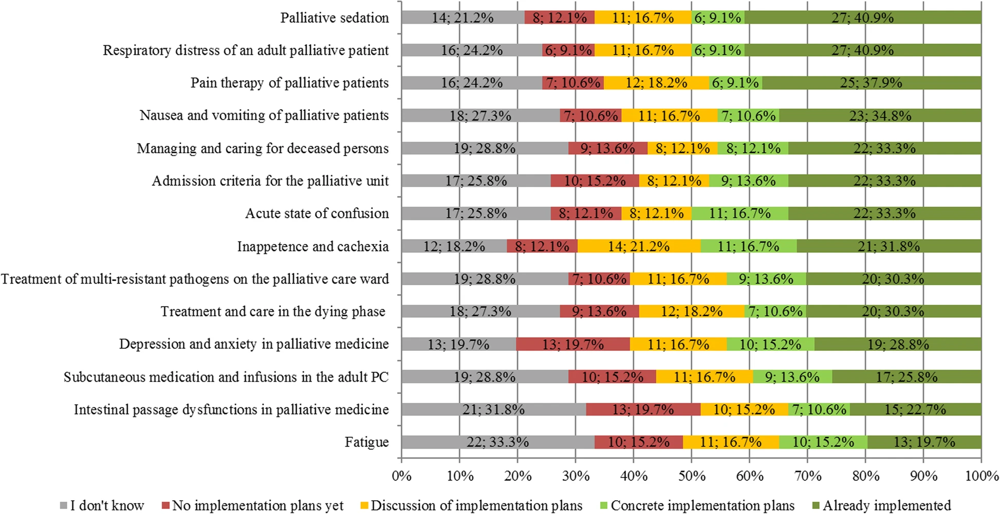 Palliative sedation 14; 21.2% 8; 12.1% 11; 16.7% 6; 9.1% 27; 40.9%
Respiratory distress of an adult palliative patient 16; 24.2% 6; 9.1% 11; 16.7% 6; 9.1% 27; 40.9%
Pain therapy of palliative patients 16; 24.2% 7; 10.6% 12; 18.2% 6; 9.1% 25; 37.9%
Nausea and vomiting of palliative patients 18; 27.3% 7; 10.6% 11; 16.7% 7; 10.6% 23; 34.8%
Managing and caring for deceased persons 19; 28.8% 9; 13.6% 8; 12.1% 8; 12.1% 22; 33.3%
Admission criteria for the palliative unit 17; 25.8% 10; 15.2% 8; 12.1% 9; 13.6% 22; 33.3%
Acute state of confusion 17; 25.8% 8; 12.1% 8; 12.1% 11; 16.7% 22; 33.3%
Inappetence and cachexia 12; 18.2% 8; 12.1% 14; 21.2% 11; 16.7% 21; 31.8%
Treatment of multi-resistant pathogens on the palliative care ward 19; 28.8% 7; 10.6% 11; 16.7% 9; 13.6% 20; 30.3%
Treatment and care in the dying phase 18; 27.3% 9; 13.6% 12; 18.2% 7; 10.6% 20; 30.3%
Depression and anxiety in palliative medicine 13; 19.7% 13; 19.7% 11; 16.7% 10; 15.2% 19; 28.8%
Subcutaneous medication and infusions in the adult PC 19; 28.8% 10; 15.2% 11; 16.7% 9; 13.6% 17; 25.8%
Intestinal passage dysfunctions in palliative medicine 21; 31.8% 13; 19.7% 10; 15.2% 7; 10.6% 15; 22.7%
Fatigue 22; 33.3% 10; 15.2% 11; 16.7% 10; 15.2% 13; 19.7%
0% 10% 20% 30% 40% 50% 60% 70% 80% 90% 100%
I don't know No implementation plans yet Discussion of implementation plans Concrete implementation plans Already implemented